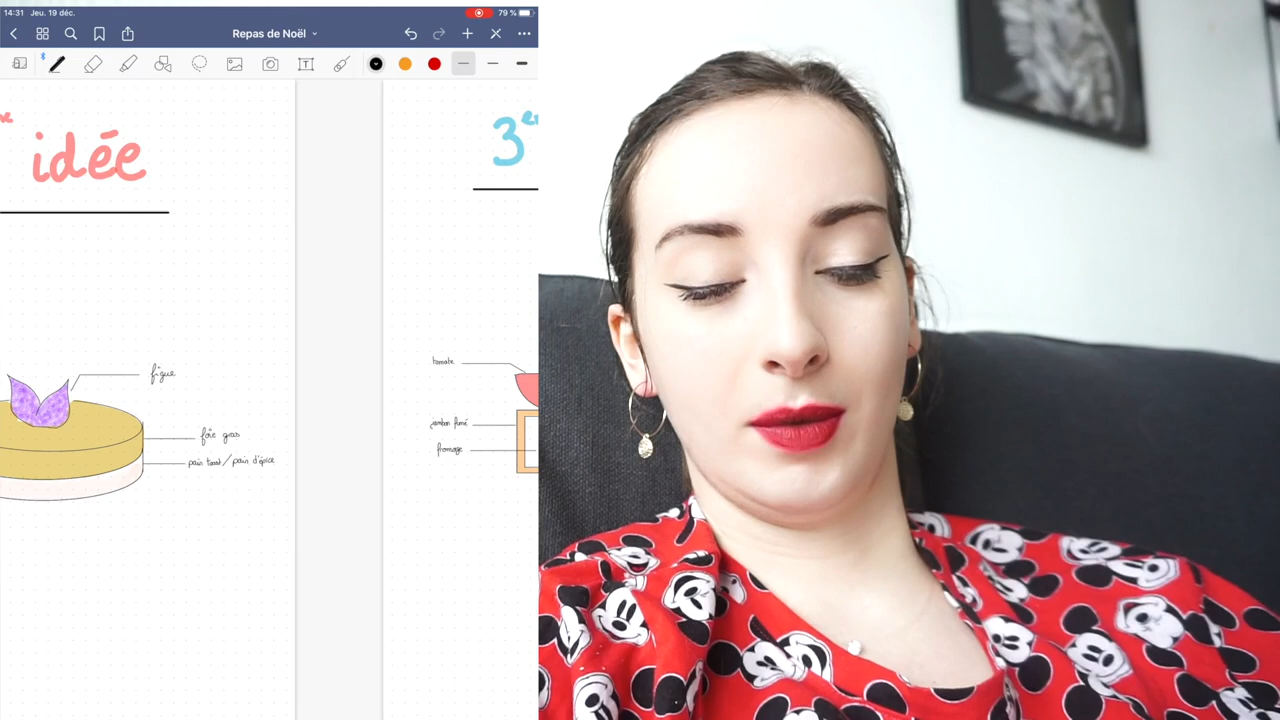 14:31 Jeu. 19 déc.
79 %
Repas de Noël
T
idée
figue
foie gras
pain toast/pain d'épice
3
tomate
jambon fumé
fromage